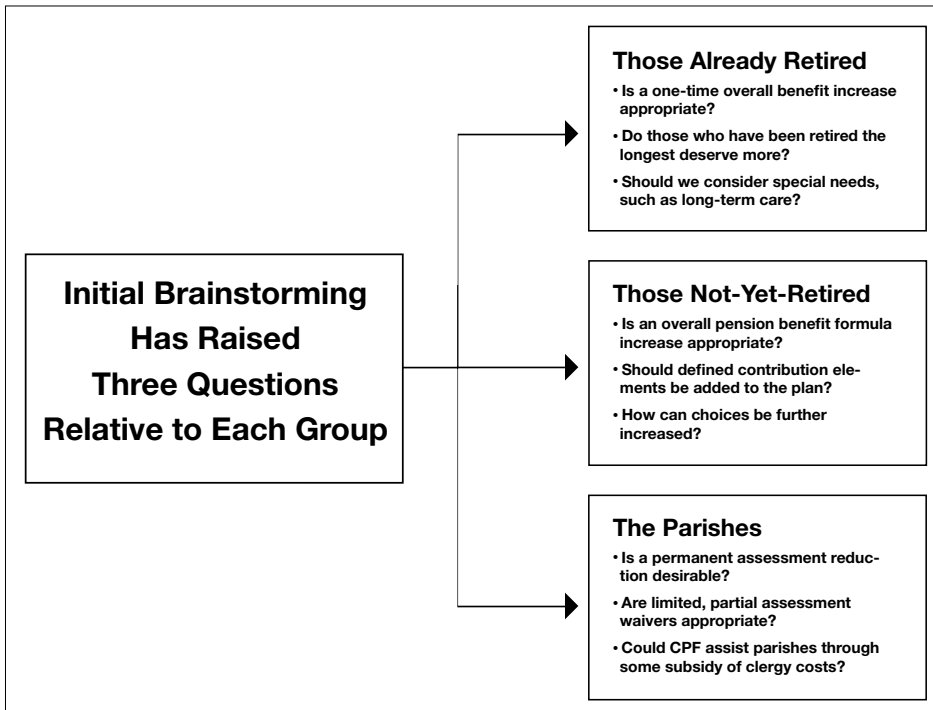 Initial Brainstorming
Has Raised
Three Questions
Relative to Each Group
Those Already Retired
• Is a one-time overall benefit increase
appropriate?
• Do those who have been retired the
longest deserve more?
• Should we consider special needs,
such as long-term care?
Those Not-Yet-Retired
• Is an overall pension benefit formula
increase appropriate?
• Should defined contribution ele-
ments be added to the plan?
• How can choices be further
increased?
The Parishes
• Is a permanent assessment reduc-
tion desirable?
• Are limited, partial assessment
waivers appropriate?
• Could CPF assist parishes through
some subsidy of clergy costs?